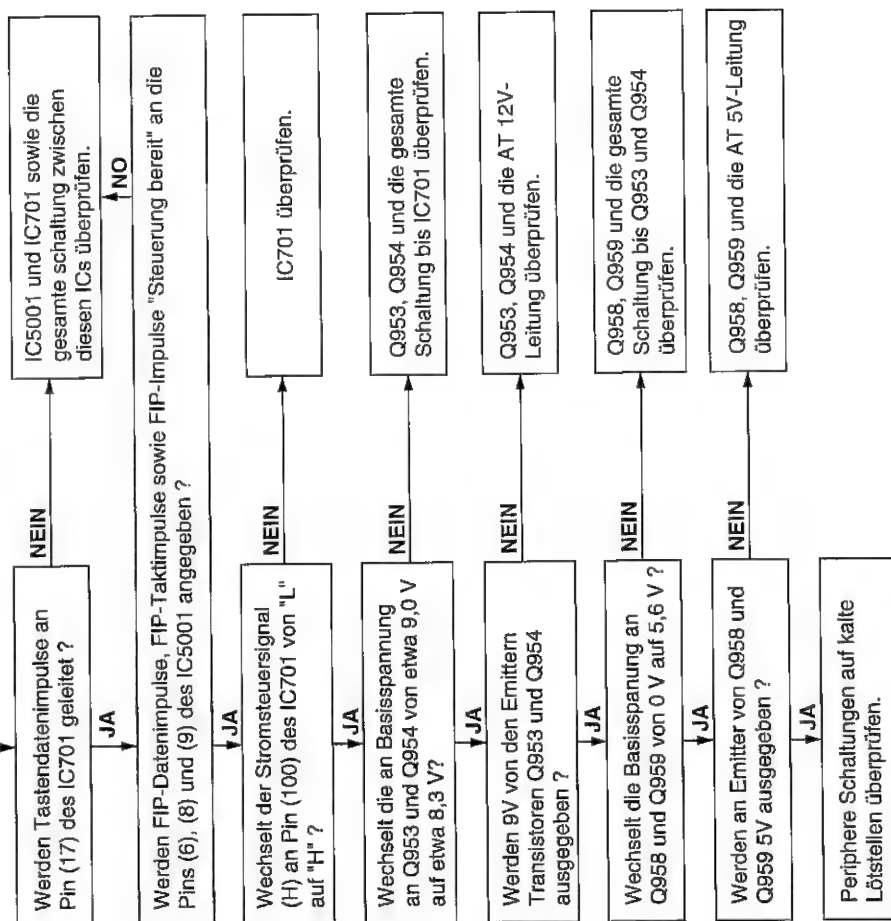 Werden Tastendatenimpulse an
Pin (17) des IC701 geleitet ?
NEIN
IC5001 und IC701 sowie die
gesamte schaltung zwischen
diesen ICs überprüfen.
JA
NO
Werden FIP-Datenimpulse, FIP-Taktimpulse sowie FIP-Impulse "Steuerung bereit" an die
Pins (6), (8) und (9) des IC5001 angegeben ?
JA
Wechselt der Stromsteuersignal
(H) an Pin (100) des IC701 von "L"
auf "H" ?
NEIN
IC701 überprüfen.
JA
Wechselt die an Basisspannung
an Q953 und Q954 von etwa 9,0 V
auf etwa 8,3 V?
NEIN
Q953, Q954 und die gesamte
Schaltung bis IC701 überprüfen.
JA
Werden 9V von den Emittern
Transistoren Q953 und Q954
ausgegeben ?
NEIN
Q953, Q954 und die AT 12V-
Leitung überprüfen.
JA
Wechselt die Basisspanung an
Q958 und Q959 von 0 V auf 5,6 V ?
NEIN
Q958, Q959 und die gesamte
Schaltung bis Q953 und Q954
überprüfen.
JA
Werden an Emitter von Q958 und
Q959 5V ausgegeben ?
NEIN
Q958, Q959 und die AT 5V-Leitung
überprüfen.
JA
Periphere Schaltungen auf kalte
Lötstellen überprüfen.